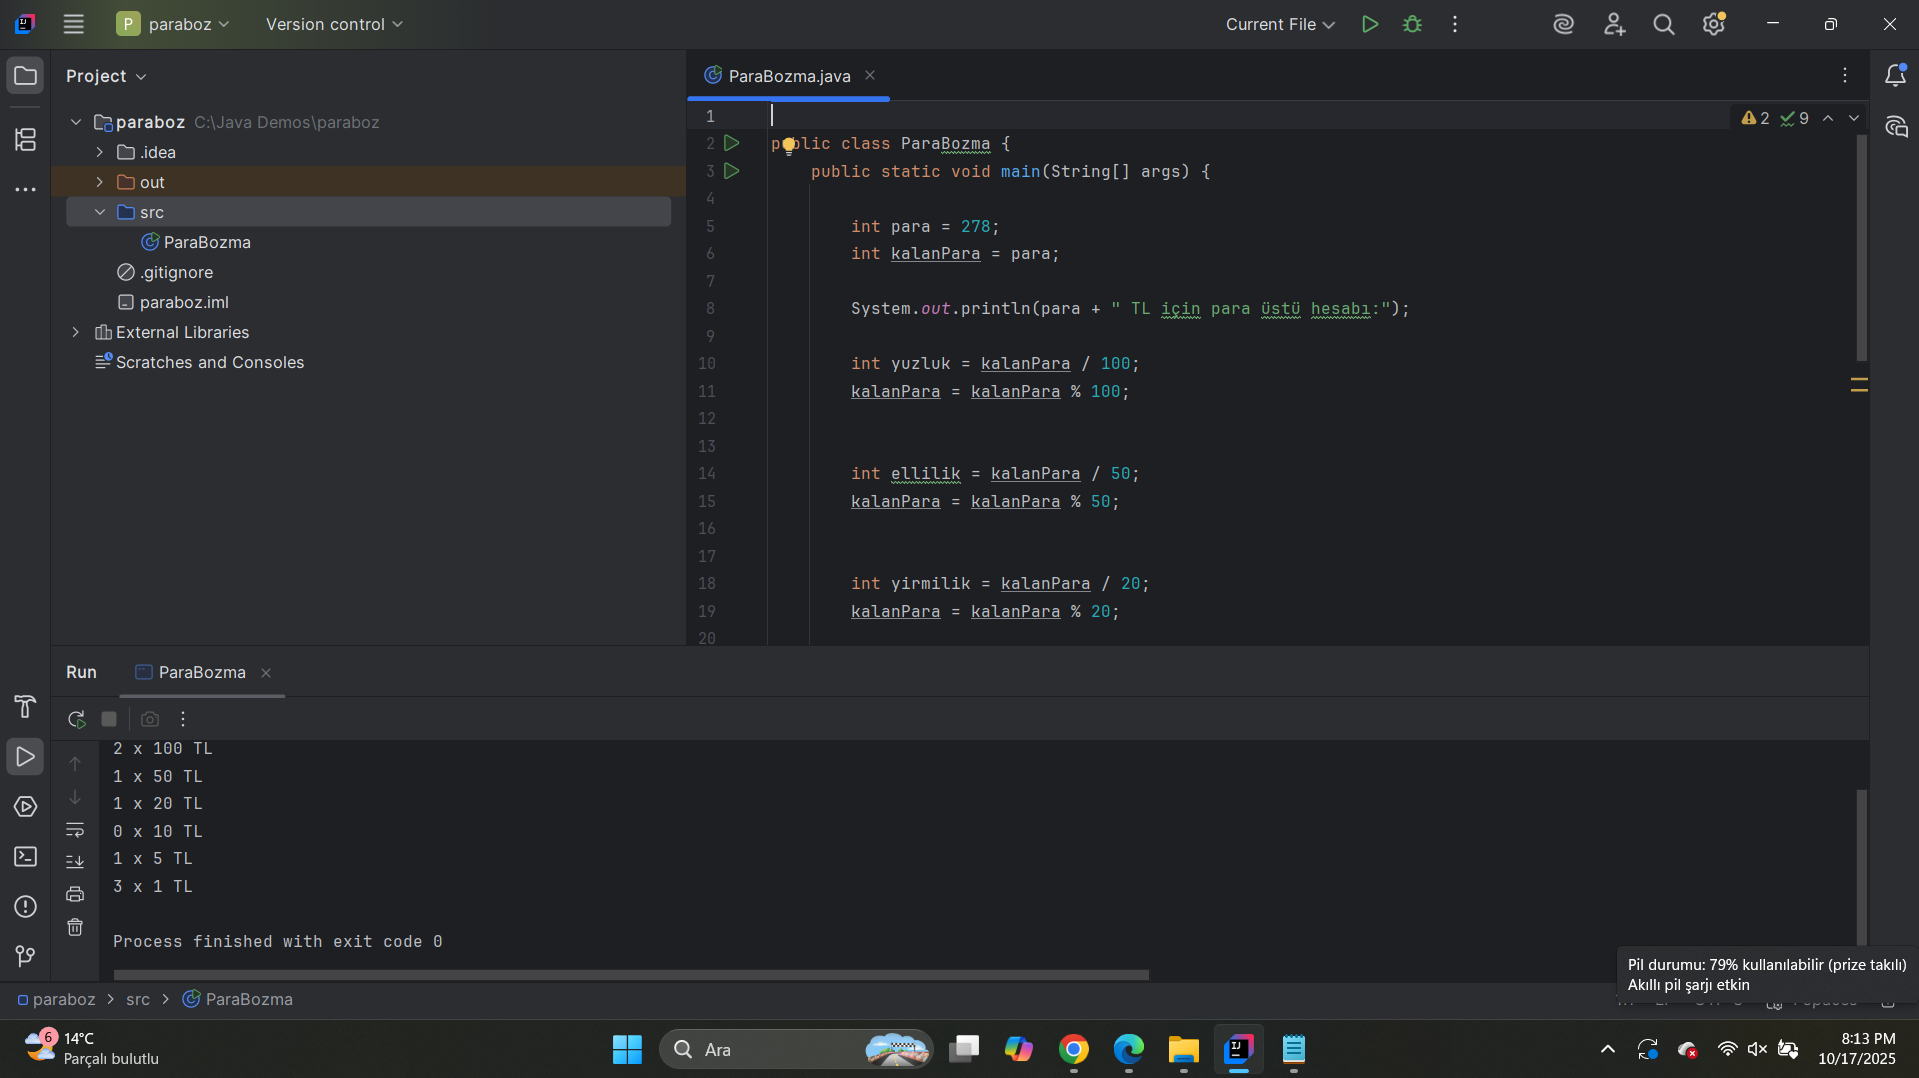 P paraboz
Version control
Current File
Project
paraboz C:\Java Demos\paraboz
.idea
out
src
ParaBozma
.gitignore
paraboz.iml
External Libraries
Scratches and Consoles
ParaBozma.java
2 9
1
2 public class ParaBozma {
3 public static void main(String[] args) {
4
5 int para = 278;
6 int kalanPara = para;
7
8 System.out.println(para + " TL için para üstü hesabı:");
9
10 int yuzluk = kalanPara / 100;
11 kalanPara = kalanPara % 100;
12
13
14 int ellilik = kalanPara / 50;
15 kalanPara = kalanPara % 50;
16
17
18 int yirmilik = kalanPara / 20;
19 kalanPara = kalanPara % 20;
20
Run
ParaBozma
2 x 100 TL
1 x 50 TL
1 x 20 TL
0 x 10 TL
1 x 5 TL
3 x 1 TL
Process finished with exit code 0
Pil durumu: 79% kullanılabilir (prize takılı)
Akıllı pil şarjı etkin
paraboz > src > ParaBozma
6
14°C
Parçalı bulutlu
Ara
8:13 PM
10/17/2025